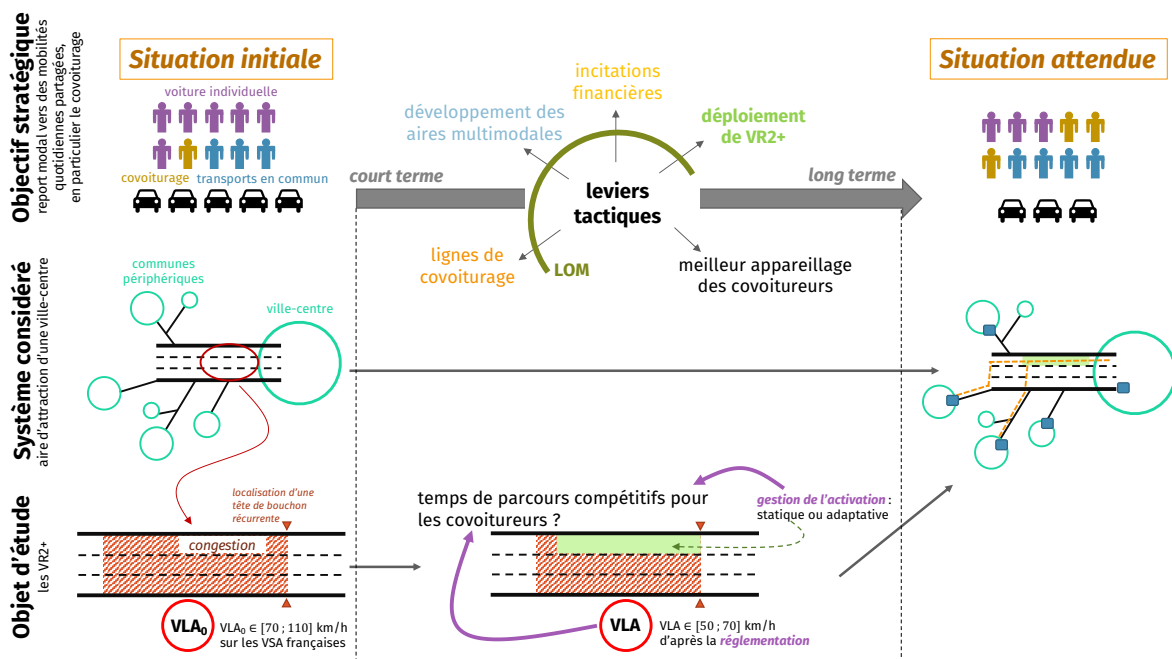 Objectif stratégique
report modal vers des mobilités
quotidiennes partagées,
en particulier le covoiturage
Situation initiale
voiture individuelle
covoiturage
transports en commun
court terme
développement des
aires multimodales
incitations
financières
déploiement
de VR2+
leviers
tactiques
lignes de
covoiturage
LOM
meilleur appareillage
des covoitureurs
long terme
Situation attendue
Système considéré
aire d'attraction d'une ville-centre
communes
périphériques
ville-centre
Objet d'étude
les VR2+
localisation d'une
tête de bouchon
récurrente
congestion
VLA₀
VLA₀ ∈ [70 ; 110] km/h
sur les VSA françaises
temps de parcours compétitifs pour
les covoitureurs ?
gestion de l'activation :
statique ou adaptative
VLA
VLA ∈ [50 ; 70] km/h
d'après la réglementation